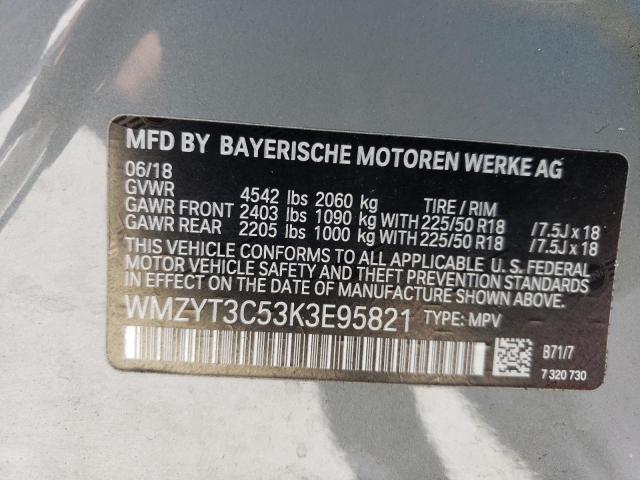 MFD BY BAYERISCHE MOTOREN WERKE AG
06/18
GVWR 4542 lbs 2060 kg TIRE / RIM
GAWR FRONT 2403 lbs 1090 kg WITH 225/50 R18 /7.5J x 18
GAWR REAR 2205 lbs 1000 kg WITH 225/50 R18 /7.5J x 18
THIS VEHICLE CONFORMS TO ALL APPLICABLE U. S. FEDERAL
MOTOR VEHICLE SAFETY AND THEFT PREVENTION STANDARDS
IN EFFECT ON THE DATE OF MANUFACTURE SHOWN ABOVE.
WMZYT3C53K3E95821 TYPE: MPV
B71/7
7 320 730